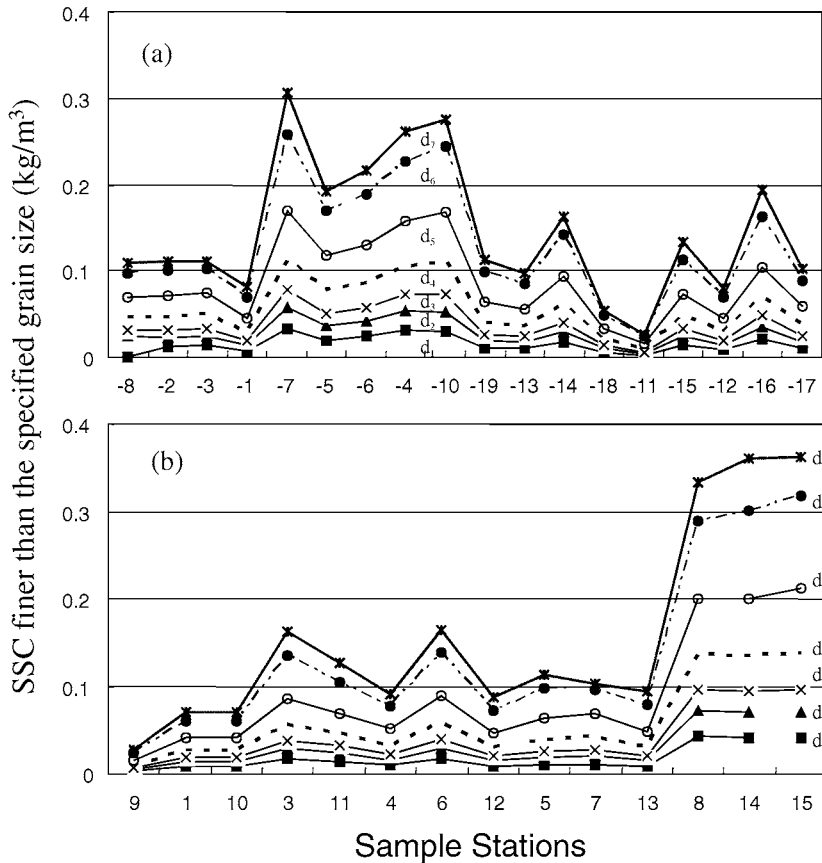 SSC finer than the specified grain size (kg/m³)
0.4
(a)
0.3
0.2
0.1
0
d₇
d₆
d₅
d₄
d₃
d₂
d
-8 -2 -3 -1 -7 -5 -6 -4 -10 -19 -13 -14 -18 -11 -15 -12 -16 -17
0.4
(b)
0.3
0.2
0.1
0
d
d
d
d
d
d
d
9 1 10 3 11 4 6 12 5 7 13 8 14 15
Sample Stations